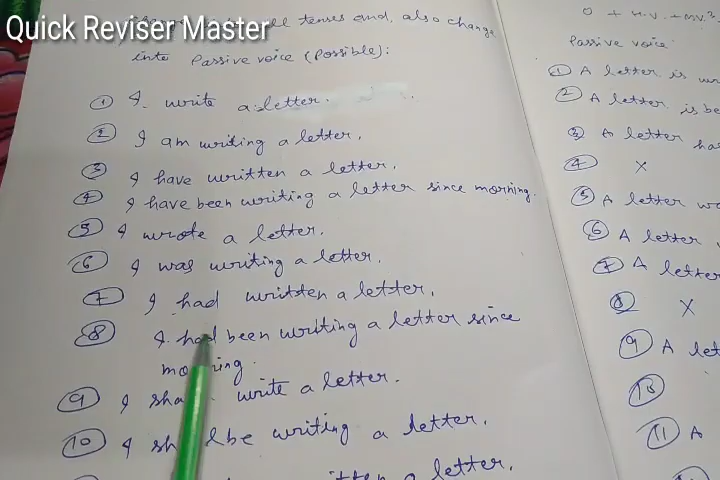 Quick Reviser Master
all tenses and also change
into Passive voice (Possible):
① I write a letter.
② I am writing a letter.
③ I have written a letter.
④ I have been writing a letter since morning.
⑤ I wrote a letter.
⑥ I was writing a letter.
⑦ I had written a letter.
⑧ I had been writing a letter since
morning.
⑨ I write a letter.
⑩ I be writing a letter.
a letter.
O + H.V. + MV.3
Passive voice
① A letter is
② A letter is be
③ A letter ha
④ X
⑤ A letter w
⑥ A letter
⑦ A letter
⑧ X
⑨ A let
⑩
⑪ A